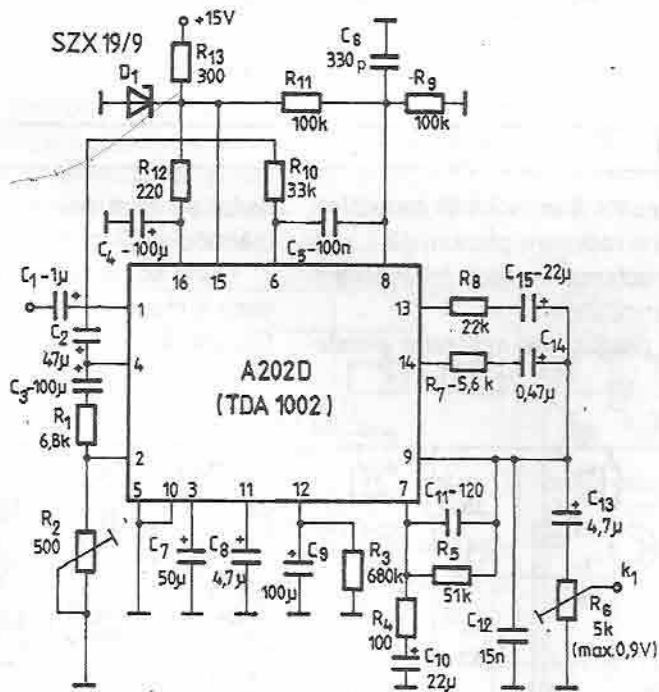 +15V
SZX 19/9
R13
300
C6
330p
D1
R11
100k
R9
100k
R12
220
R10
33k
C4
100µ
C5
100n
16 15 6 8
C1-1µ
1
13
R8
22k
C15-22µ
C2
47µ
4
14
R7-5,6k
C14
0,47µ
C3-100µ
A202D
(TDA 1002)
R1
6,8k
2
9
5 10 3 11 12 7
C11-120
C13
4,7µ
R2
500
C7
50µ
C8
4,7µ
C9
100µ
R3
680k
R5
51k
k1
R6
5k
(max.0,9V)
R4
100
C12
15n
C10
22µ